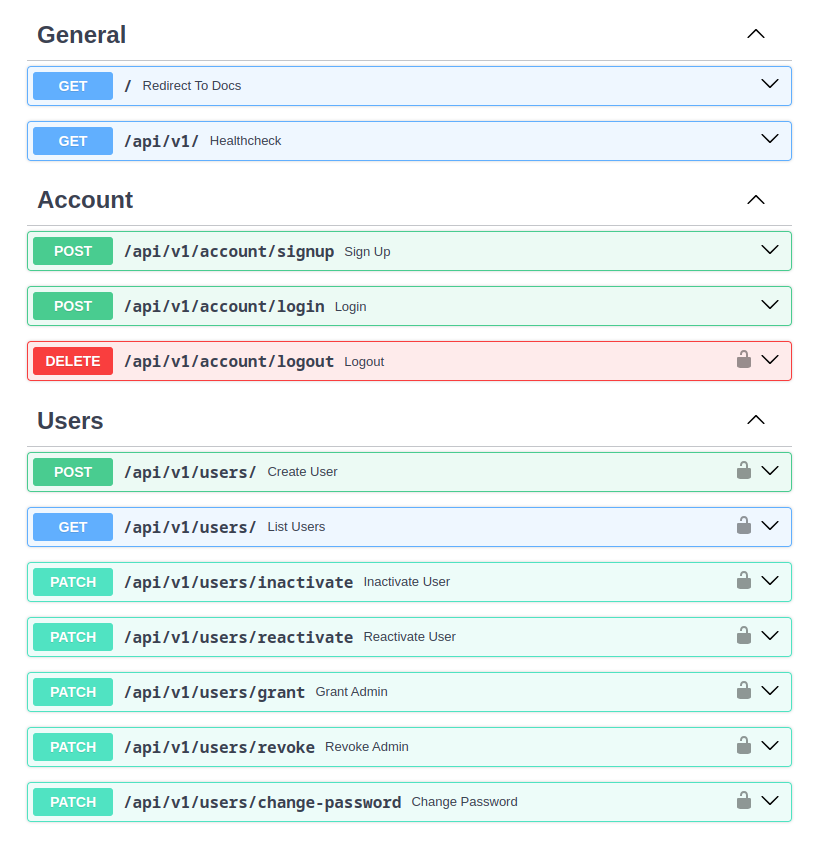 General
GET / Redirect To Docs
GET /api/v1/ Healthcheck
Account
POST /api/v1/account/signup Sign Up
POST /api/v1/account/login Login
DELETE /api/v1/account/logout Logout
Users
POST /api/v1/users/ Create User
GET /api/v1/users/ List Users
PATCH /api/v1/users/inactivate Inactivate User
PATCH /api/v1/users/reactivate Reactivate User
PATCH /api/v1/users/grant Grant Admin
PATCH /api/v1/users/revoke Revoke Admin
PATCH /api/v1/users/change-password Change Password